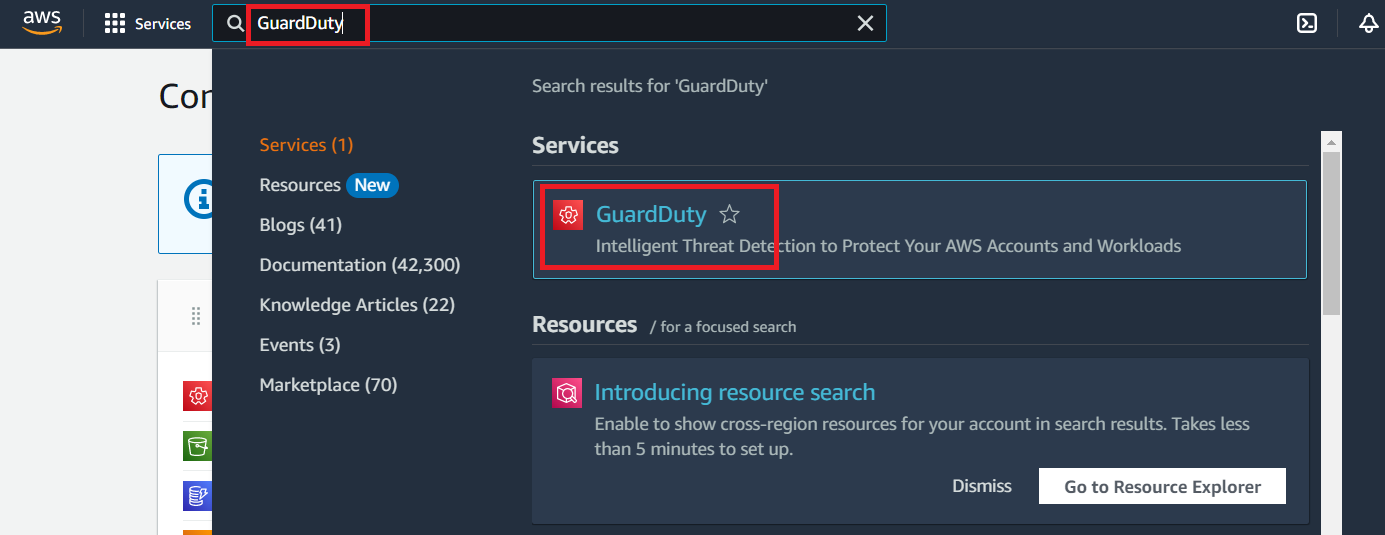 aws
Services
GuardDuty
Search results for 'GuardDuty'
Con
Services (1)
Resources New
Blogs (41)
Documentation (42,300)
Knowledge Articles (22)
Events (3)
Marketplace (70)
Services
GuardDuty
Intelligent Threat Detection to Protect Your AWS Accounts and Workloads
Resources / for a focused search
Introducing resource search
Enable to show cross-region resources for your account in search results. Takes less
than 5 minutes to set up.
Dismiss
Go to Resource Explorer